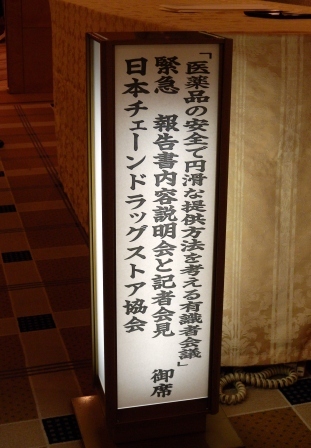 「医薬品の安全で円滑な提供方法を考える有識者会議」
緊急 報告書内容説明会と記者会見 御席
日本チェーンドラッグストア協会